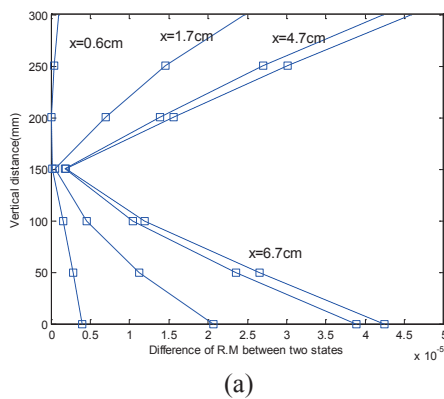 300
250
200
150
100
50
0
Vertical distance(mm)
x=0.6cm
x=1.7cm
x=4.7cm
x=6.7cm
0 0.5 1 1.5 2 2.5 3 3.5 4 4.5 5
Difference of R.M between two states
x 10⁻⁵
(a)